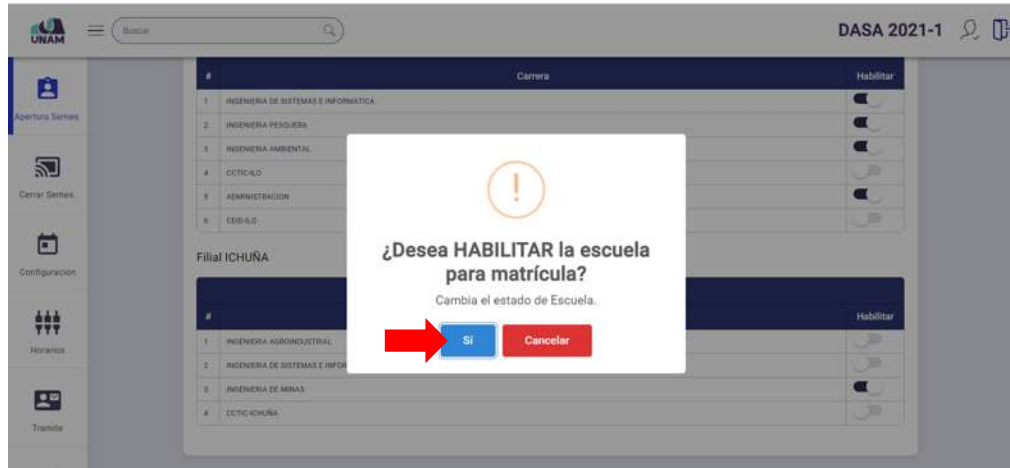 UNAM
Buscar
DASA 2021-1
Apertura Semes.
Cerrar Semes.
Configuración
Horarios
Tramite
# Carrera Habilitar
1 INGENIERIA DE SISTEMAS E INFORMATICA
2 INGENIERIA PESQUERA
3 INGENIERIA AMBIENTAL
4 CCTIC-ILO
5 ADMINISTRACION
6 CEID-ILO
Filial ICHUÑA
# Habilitar
1 INGENIERIA AGROINDUSTRIAL
2 INGENIERIA DE SISTEMAS E INFOR
3 INGENIERIA DE MINAS
4 CCTIC-ICHUÑA
!
¿Desea HABILITAR la escuela
para matrícula?
Cambia el estado de Escuela.
Sí Cancelar